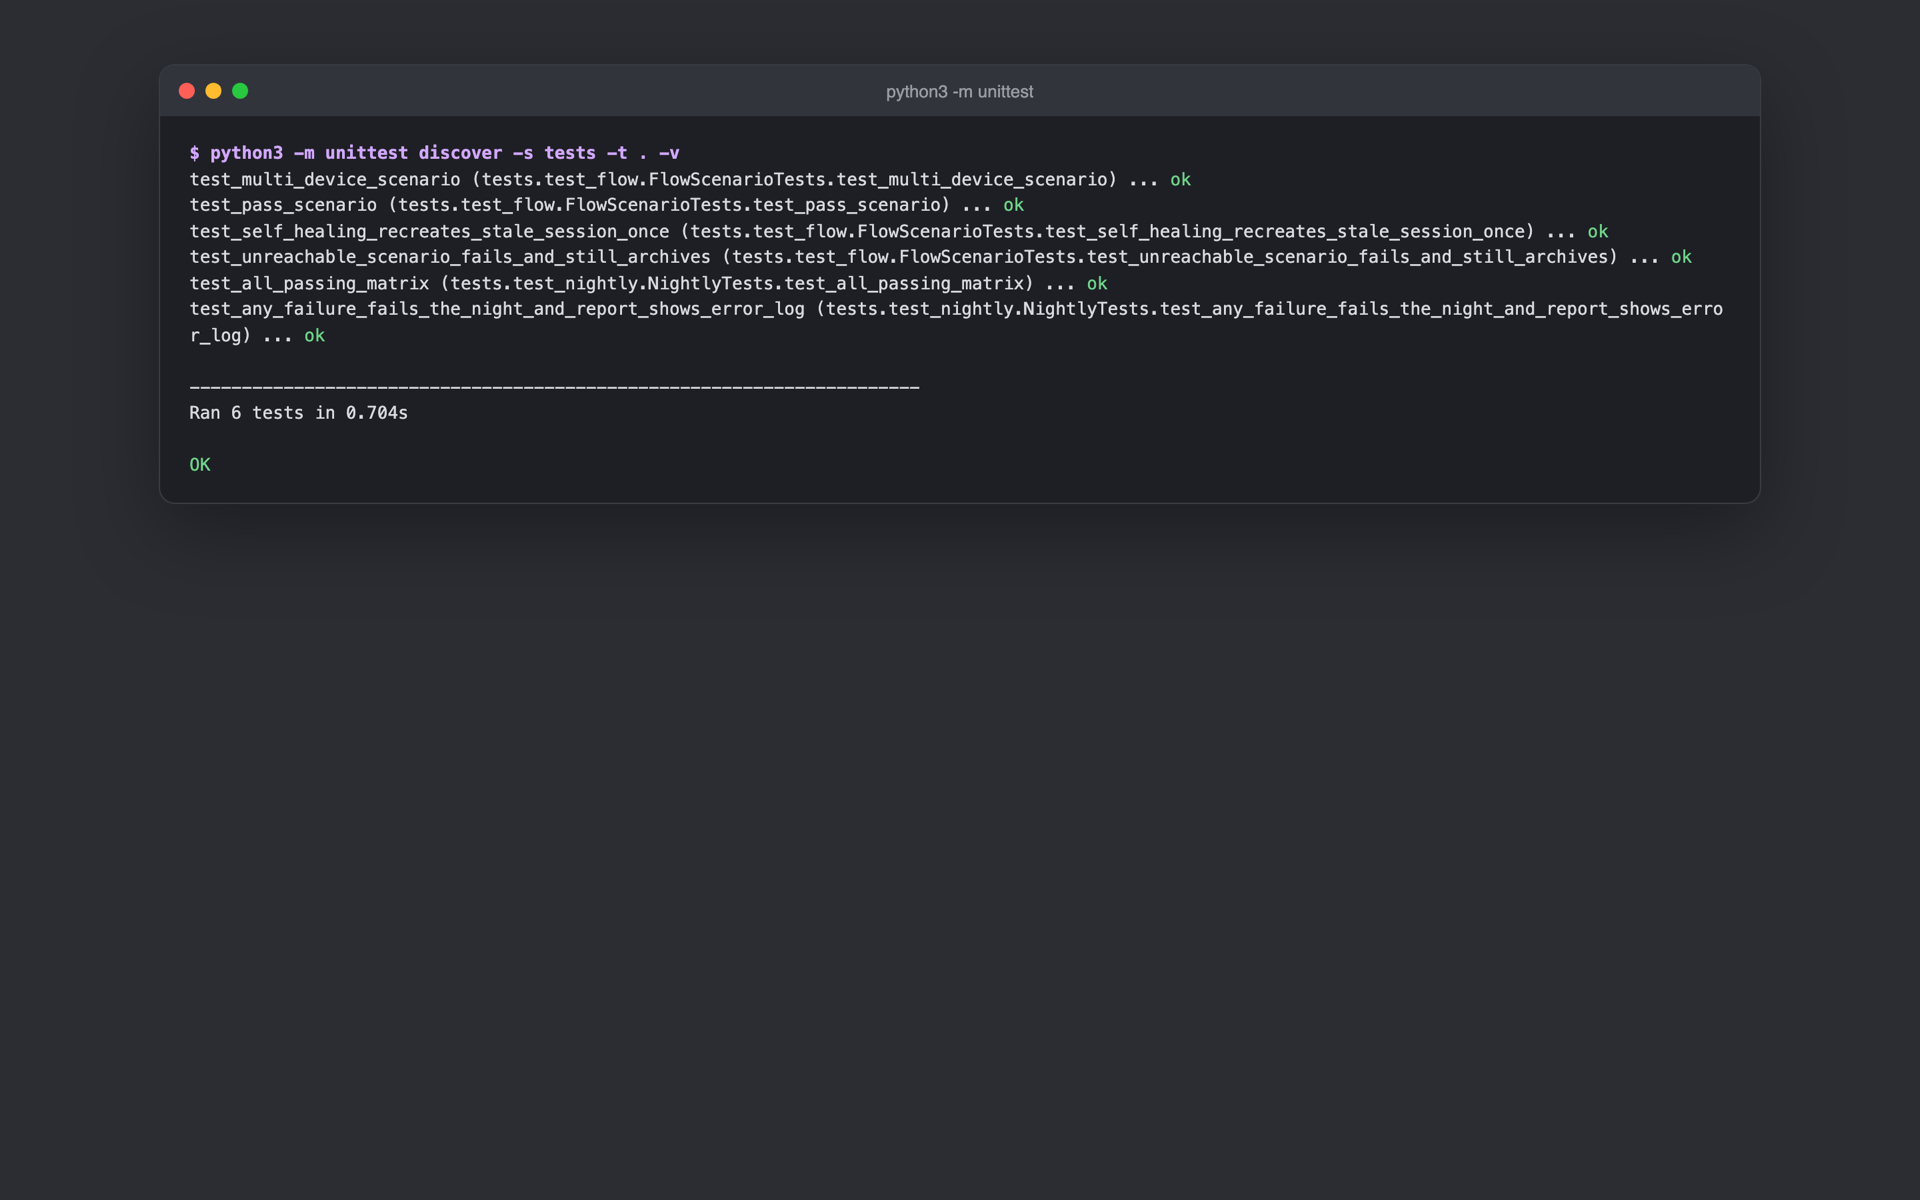 python3 -m unittest
$ python3 -m unittest discover -s tests -t . -v
test_multi_device_scenario (tests.test_flow.FlowScenarioTests.test_multi_device_scenario) ... ok
test_pass_scenario (tests.test_flow.FlowScenarioTests.test_pass_scenario) ... ok
test_self_healing_recreates_stale_session_once (tests.test_flow.FlowScenarioTests.test_self_healing_recreates_stale_session_once) ... ok
test_unreachable_scenario_fails_and_still_archives (tests.test_flow.FlowScenarioTests.test_unreachable_scenario_fails_and_still_archives) ... ok
test_all_passing_matrix (tests.test_nightly.NightlyTests.test_all_passing_matrix) ... ok
test_any_failure_fails_the_night_and_report_shows_error_log (tests.test_nightly.NightlyTests.test_any_failure_fails_the_night_and_report_shows_erro
r_log) ... ok
----------------------------------------------------------------------
Ran 6 tests in 0.704s
OK